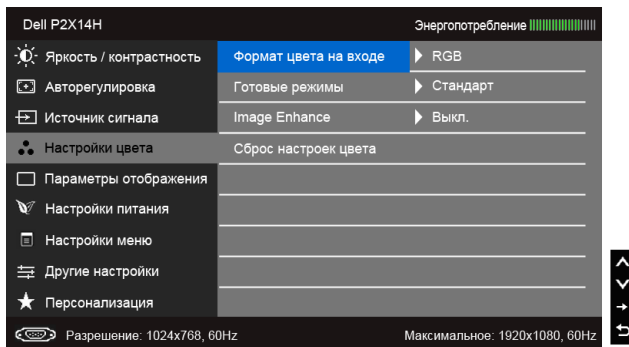 Dell P2X14H
Энергопотребление
Яркость / контрастность
Формат цвета на входе
RGB
Авторегулировка
Готовые режимы
Стандарт
Источник сигнала
Image Enhance
Выкл.
Настройки цвета
Сброс настроек цвета
Параметры отображения
Настройки питания
Настройки меню
Другие настройки
Персонализация
Разрешение: 1024x768, 60Hz
Максимальное: 1920x1080, 60Hz